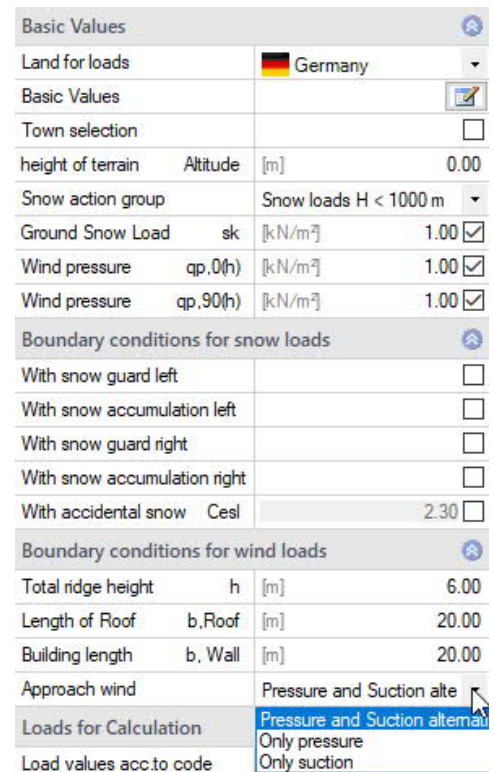 Basic Values
Land for loads Germany
Basic Values
Town selection
height of terrain Altitude [m] 0.00
Snow action group Snow loads H < 1000 m
Ground Snow Load sk [kN/m²] 1.00
Wind pressure qp,0(h) [kN/m²] 1.00
Wind pressure qp,90(h) [kN/m²] 1.00
Boundary conditions for snow loads
With snow guard left
With snow accumulation left
With snow guard right
With snow accumulation right
With accidental snow Cesl 2.30
Boundary conditions for wind loads
Total ridge height h [m] 6.00
Length of Roof b,Roof [m] 20.00
Building length b, Wall [m] 20.00
Approach wind Pressure and Suction alte
Loads for Calculation Pressure and Suction alternau
Only pressure
Load values acc.to code Only suction